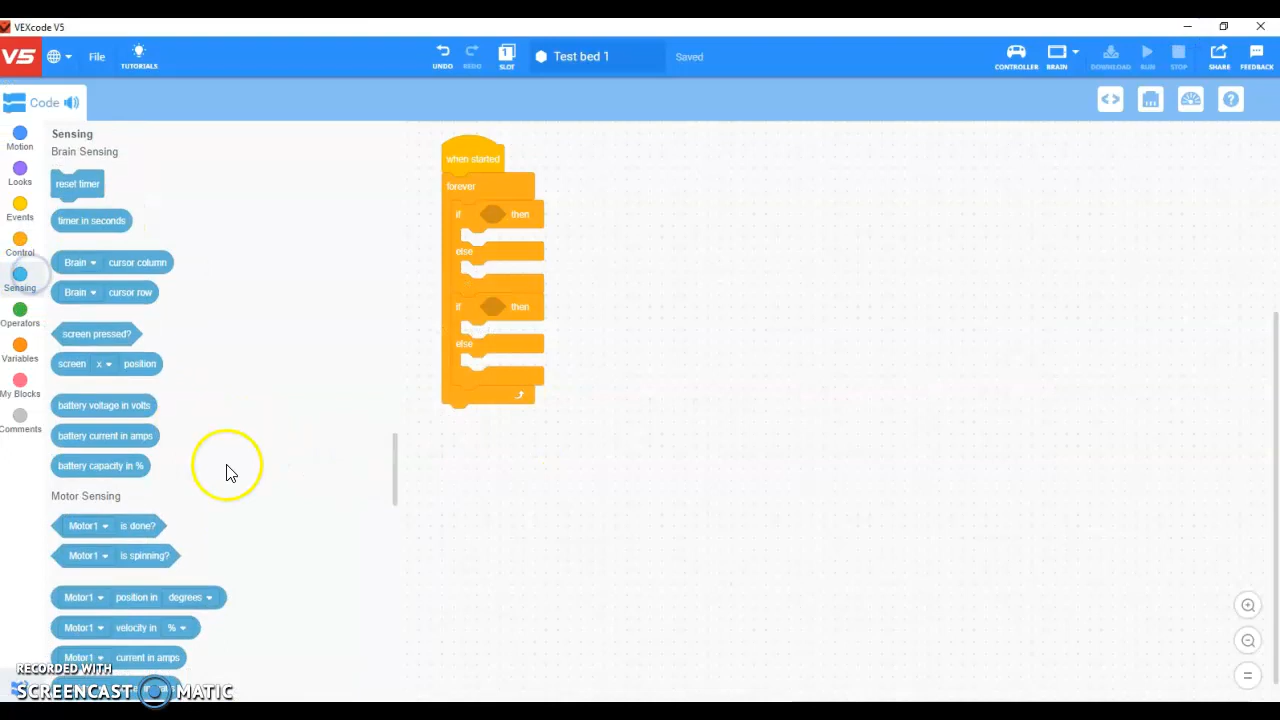 VEXcode V5
V5
File
TUTORIALS
UNDO
REDO
1
SLOT
Test bed 1
Saved
CONTROLLER
BRAIN
DOWNLOAD
RUN
STOP
SHARE
FEEDBACK
Code
Motion
Looks
Events
Control
Sensing
Operators
Variables
My Blocks
Comments
Sensing
Brain Sensing
reset timer
timer in seconds
Brain cursor column
Brain cursor row
screen pressed?
screen x position
battery voltage in volts
battery current in amps
battery capacity in %
Motor Sensing
Motor1 is done?
Motor1 is spinning?
Motor1 position in degrees
Motor1 velocity in %
Motor1 current in amps
when started
forever
if then
else
if then
else
RECORDED WITH
SCREENCAST MATIC